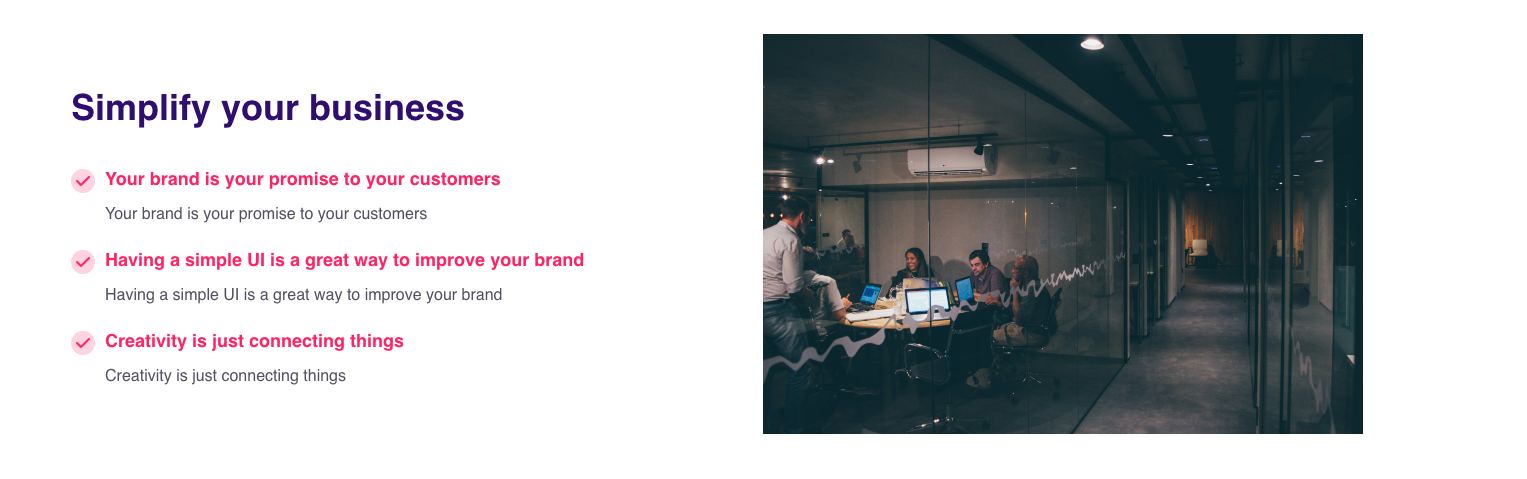 Simplify your business
Your brand is your promise to your customers
Your brand is your promise to your customers
Having a simple UI is a great way to improve your brand
Having a simple UI is a great way to improve your brand
Creativity is just connecting things
Creativity is just connecting things